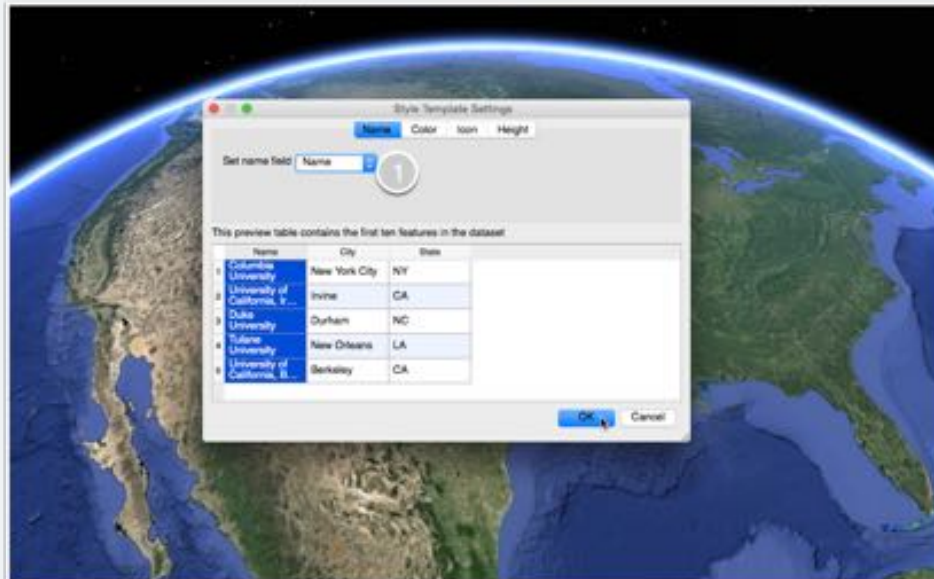 Style Template Settings
Name Color Icon Height
Set name field Name
1
This preview table contains the first ten features in the dataset
Name City State
1 Columbia University New York City NY
2 University of California, Ir... Irvine CA
3 Duke University Durham NC
4 Tulane University New Orleans LA
5 University of California, B... Berkeley CA
OK Cancel